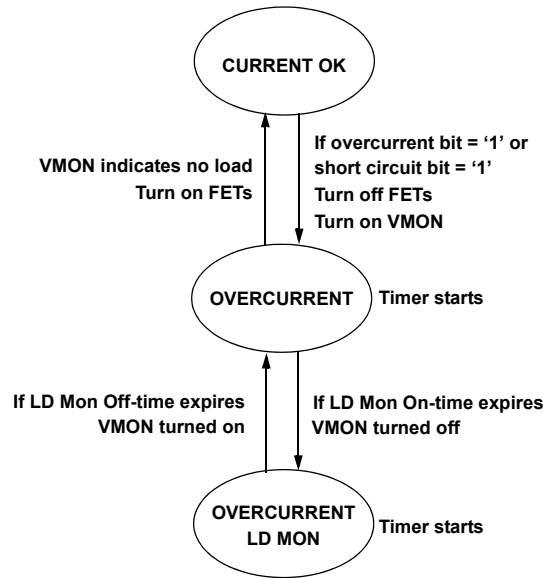 CURRENT OK
VMON indicates no load
Turn on FETs
If overcurrent bit = ‘1’ or
short circuit bit = ‘1’
Turn off FETs
Turn on VMON
OVERCURRENT
Timer starts
If LD Mon Off-time expires
VMON turned on
If LD Mon On-time expires
VMON turned off
OVERCURRENT
LD MON
Timer starts